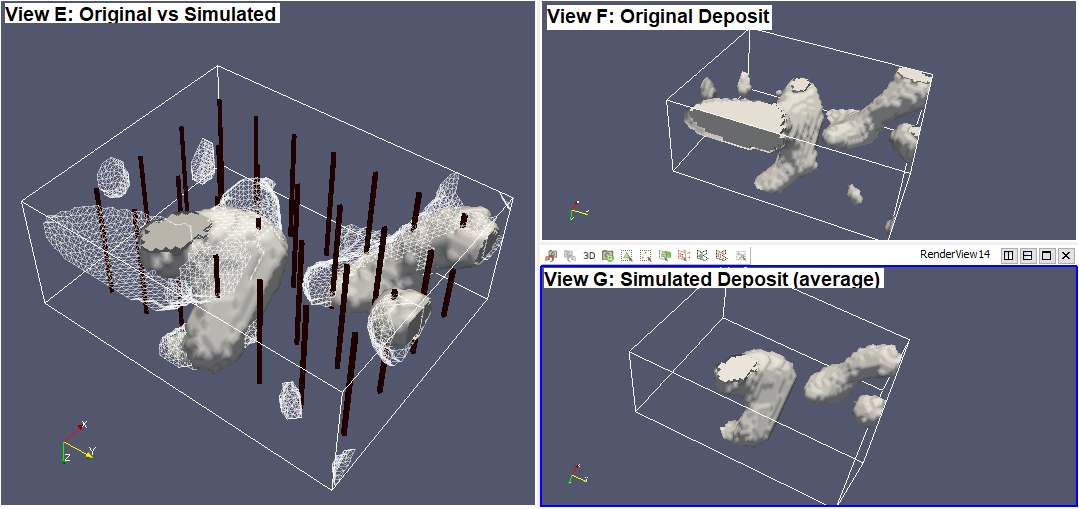 View E: Original vs Simulated
X
Y
Z
View F: Original Deposit
3D
RenderView14
View G: Simulated Deposit (average)